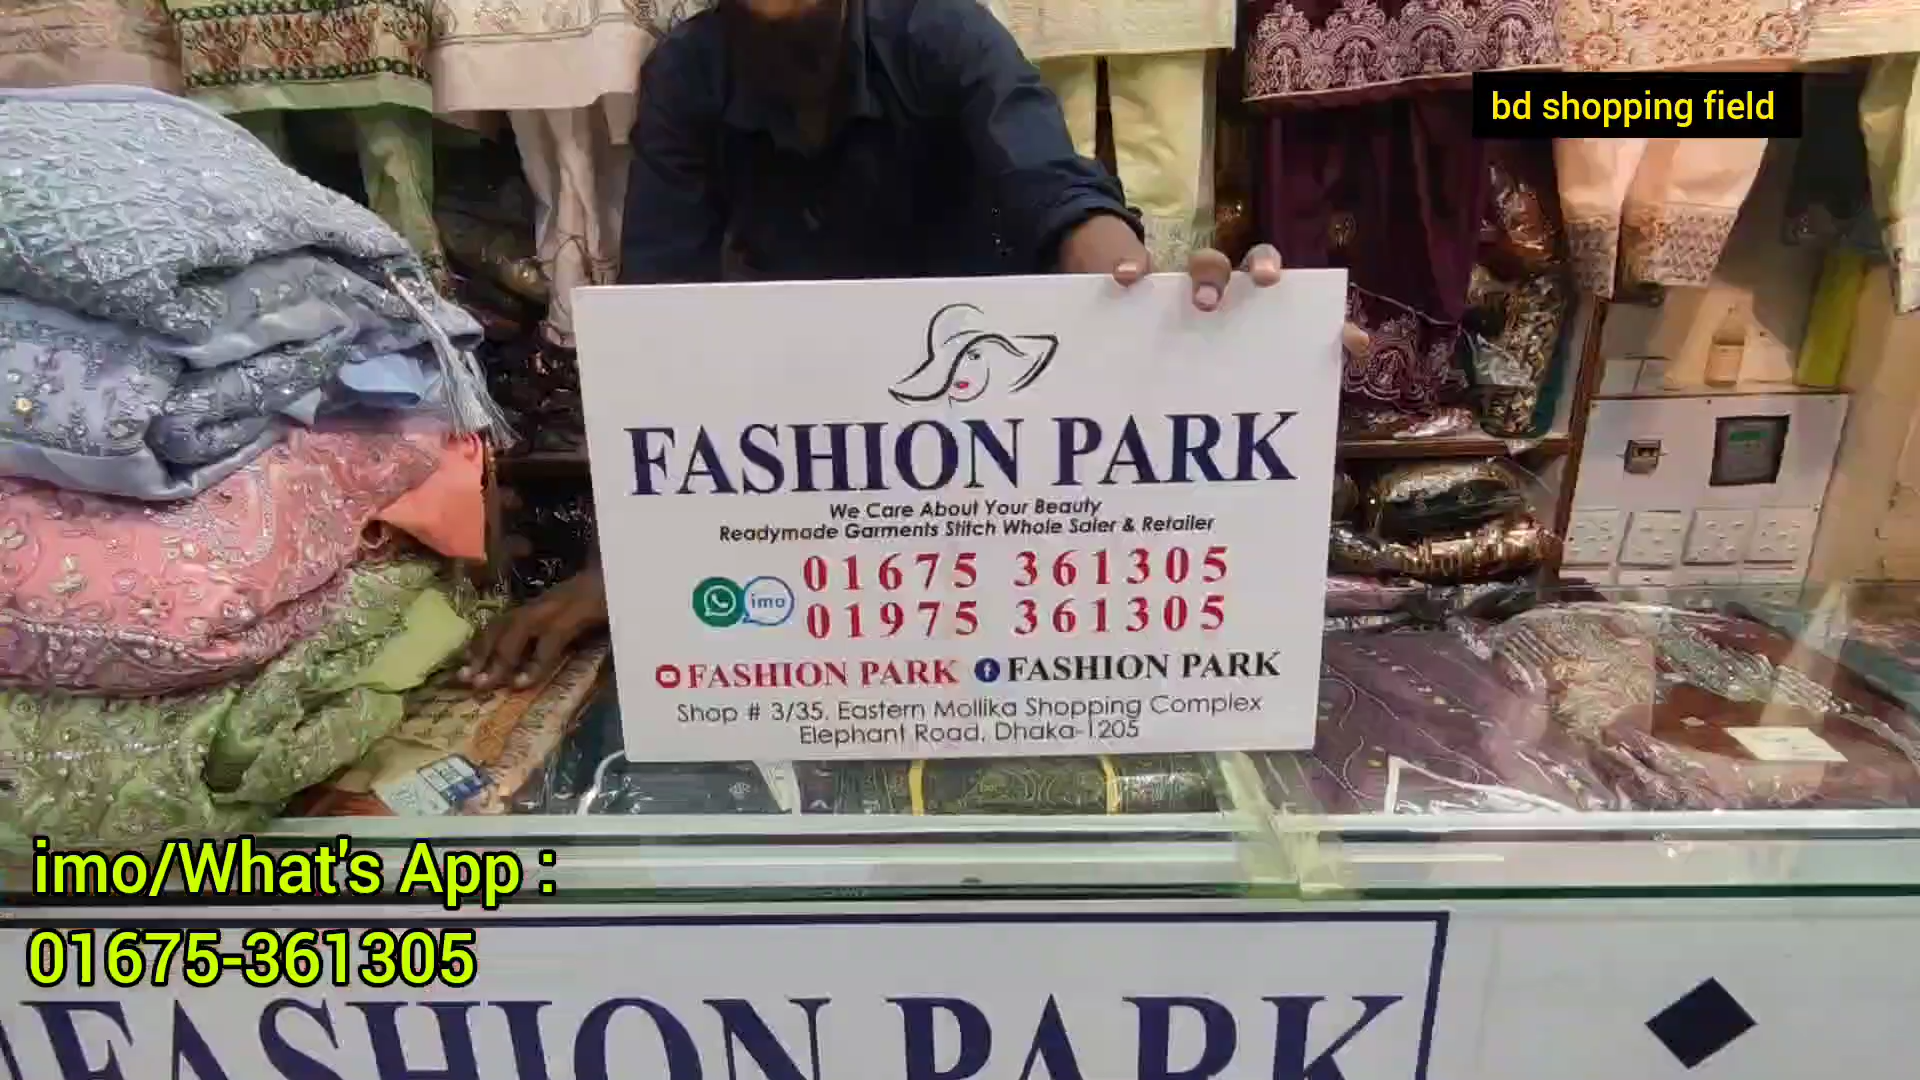 bd shopping field
FASHION PARK
We Care About Your Beauty
Readymade Garments Stitch Whole Saler & Retailer
01675 361305
imo
01975 361305
FASHION PARK FASHION PARK
Shop # 3/35, Eastern Mollika Shopping Complex
Elephant Road, Dhaka-1205
imo/What's App :
01675-361305
FASHION PARK